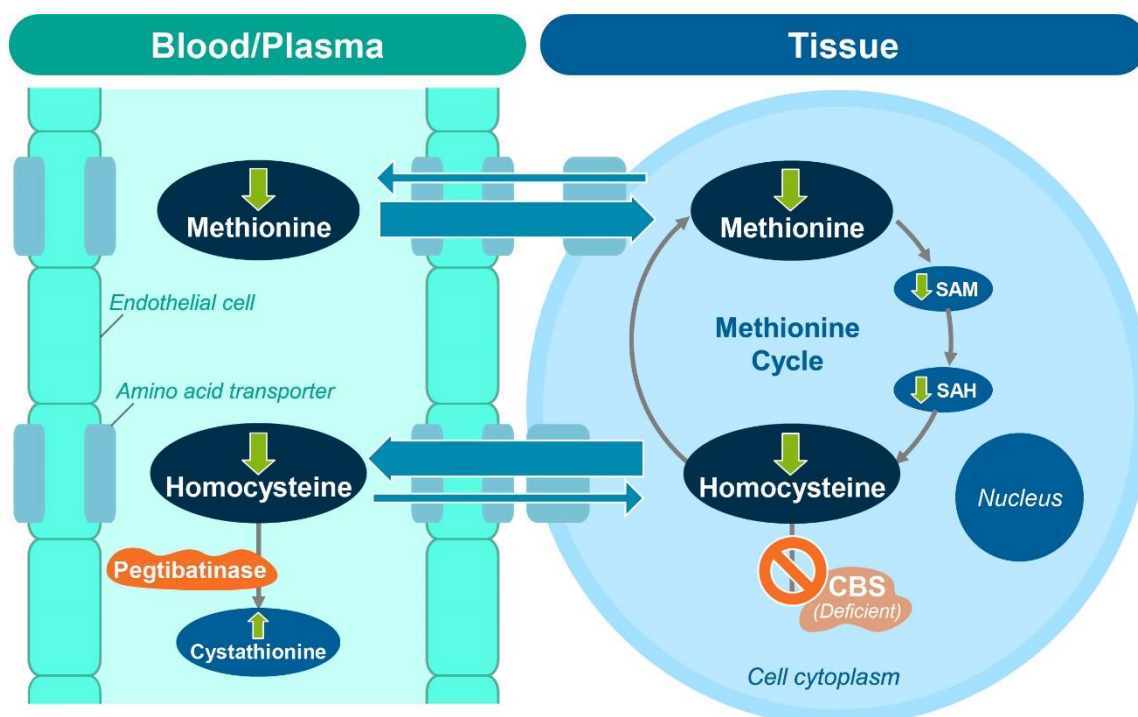 Blood/Plasma
Tissue
Methionine
Methionine
Endothelial cell
SAM
Methionine
Cycle
Amino acid transporter
SAH
Homocysteine
Homocysteine
Nucleus
Pegtibatinase
CBS
(Deficient)
Cystathionine
Cell cytoplasm